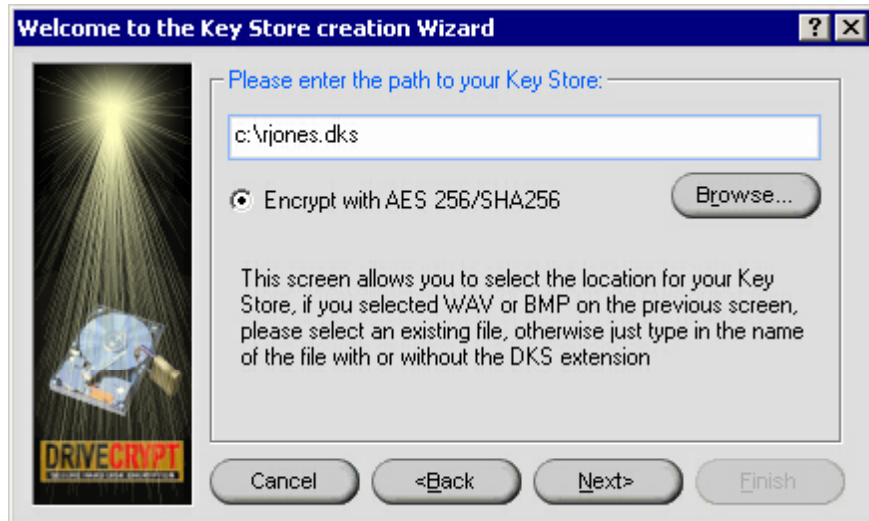 Welcome to the Key Store creation Wizard
Please enter the path to your Key Store:
c:\rjones.dks
Encrypt with AES 256/SHA256
Browse...
This screen allows you to select the location for your Key
Store, if you selected WAV or BMP on the previous screen,
please select an existing file, otherwise just type in the name
of the file with or without the DKS extension
DRIVECRYPT
Cancel
<Back
Next>
Finish